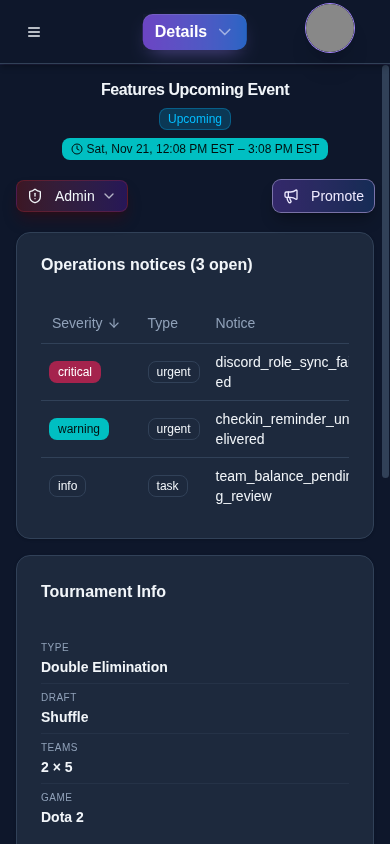 Details
Features Upcoming Event
Upcoming
Sat, Nov 21, 12:08 PM EST – 3:08 PM EST
Admin
Promote
Operations notices (3 open)
Severity Type Notice
critical urgent discord_role_sync_fa
ed
warning urgent checkin_reminder_un
elivered
info task team_balance_pendin
g_review
Tournament Info
TYPE
Double Elimination
DRAFT
Shuffle
TEAMS
2 × 5
GAME
Dota 2